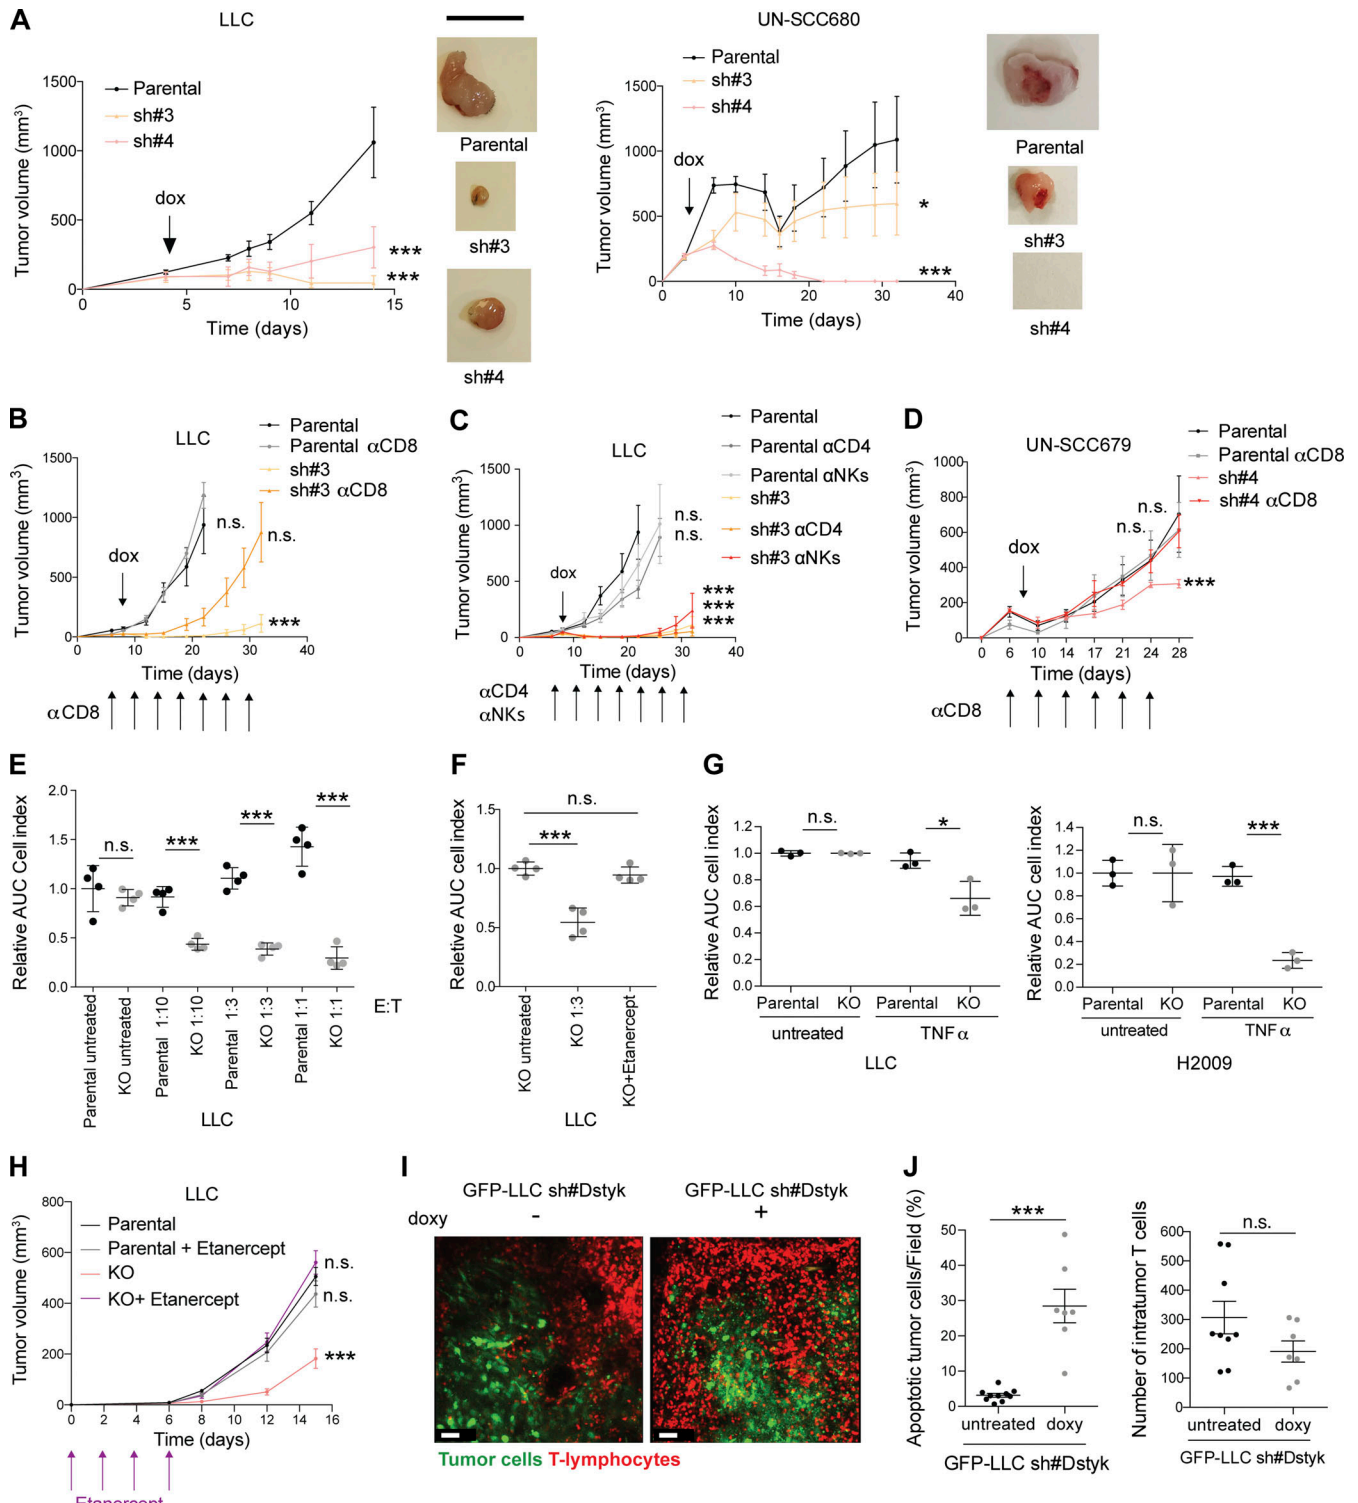 A
LLC
UN-SCC680
Parental
sh#3
sh#4
1500
1000
500
0
Tumor volume (mm³)
dox
***
***
0
5
10
15
Time (days)
Parental
sh#3
sh#4
Parental
sh#3
sh#4
1500
1000
500
0
Tumor volume (mm³)
dox
*
***
0
10
20
30
40
Time (days)
Parental
sh#3
sh#4
B
LLC
Parental
Parental αCD8
sh#3
sh#3 αCD8
1500
1000
500
0
Tumor volume (mm³)
dox
n.s.
n.s.
***
0
10
20
30
40
Time (days)
αCD8
C
LLC
Parental
Parental αCD4
Parental αNKs
sh#3
sh#3 αCD4
sh#3 αNKs
1500
1000
500
0
Tumor volume (mm³)
dox
n.s.
n.s.
***
***
***
0
10
20
30
40
Time (days)
αCD4
αNKs
D
UN-SCC679
Parental
Parental αCD8
sh#4
sh#4 αCD8
1000
800
600
400
200
0
Tumor volume (mm³)
dox
n.s.
n.s.
***
0 6 10 14 17 21 24 28
Time (days)
αCD8
E
2.0
1.5
1.0
0.5
0.0
Relative AUC Cell index
n.s.
***
***
***
Parental untreated
KO untreated
Parental 1:10
KO 1:10
Parental 1:3
KO 1:3
Parental 1:1
KO 1:1
E:T
LLC
F
1.5
1.0
0.5
0.0
Reletive AUC Cell index
n.s.
***
KO untreated
KO 1:3
KO+Etanercept
LLC
G
1.2
1.0
0.8
0.6
0.4
0.2
0.0
Relative AUC cell index
n.s.
*
Parental KO Parental KO
untreated TNF α
LLC
1.4
1.2
1.0
0.8
0.6
0.4
0.2
0.0
Relative AUC cell index
n.s.
***
Parental KO Parental KO
untreated TNF α
H2009
H
LLC
800
600
400
200
0
Tumor volume (mm³)
Parental
Parental + Etanercept
KO
KO+ Etanercept
n.s.
n.s.
***
0 2 4 6 8 10 12 14 16
Time (days)
Etanercept
I
GFP-LLC sh#Dstyk
GFP-LLC sh#Dstyk
doxy - +
Tumor cells T-lymphocytes
J
50
40
30
20
10
0
Apoptotic tumor cells/Field (%)
***
untreated doxy
GFP-LLC sh#Dstyk
600
500
400
300
200
100
0
Number of intratumor T cells
n.s.
untreated doxy
GFP-LLC sh#Dstyk